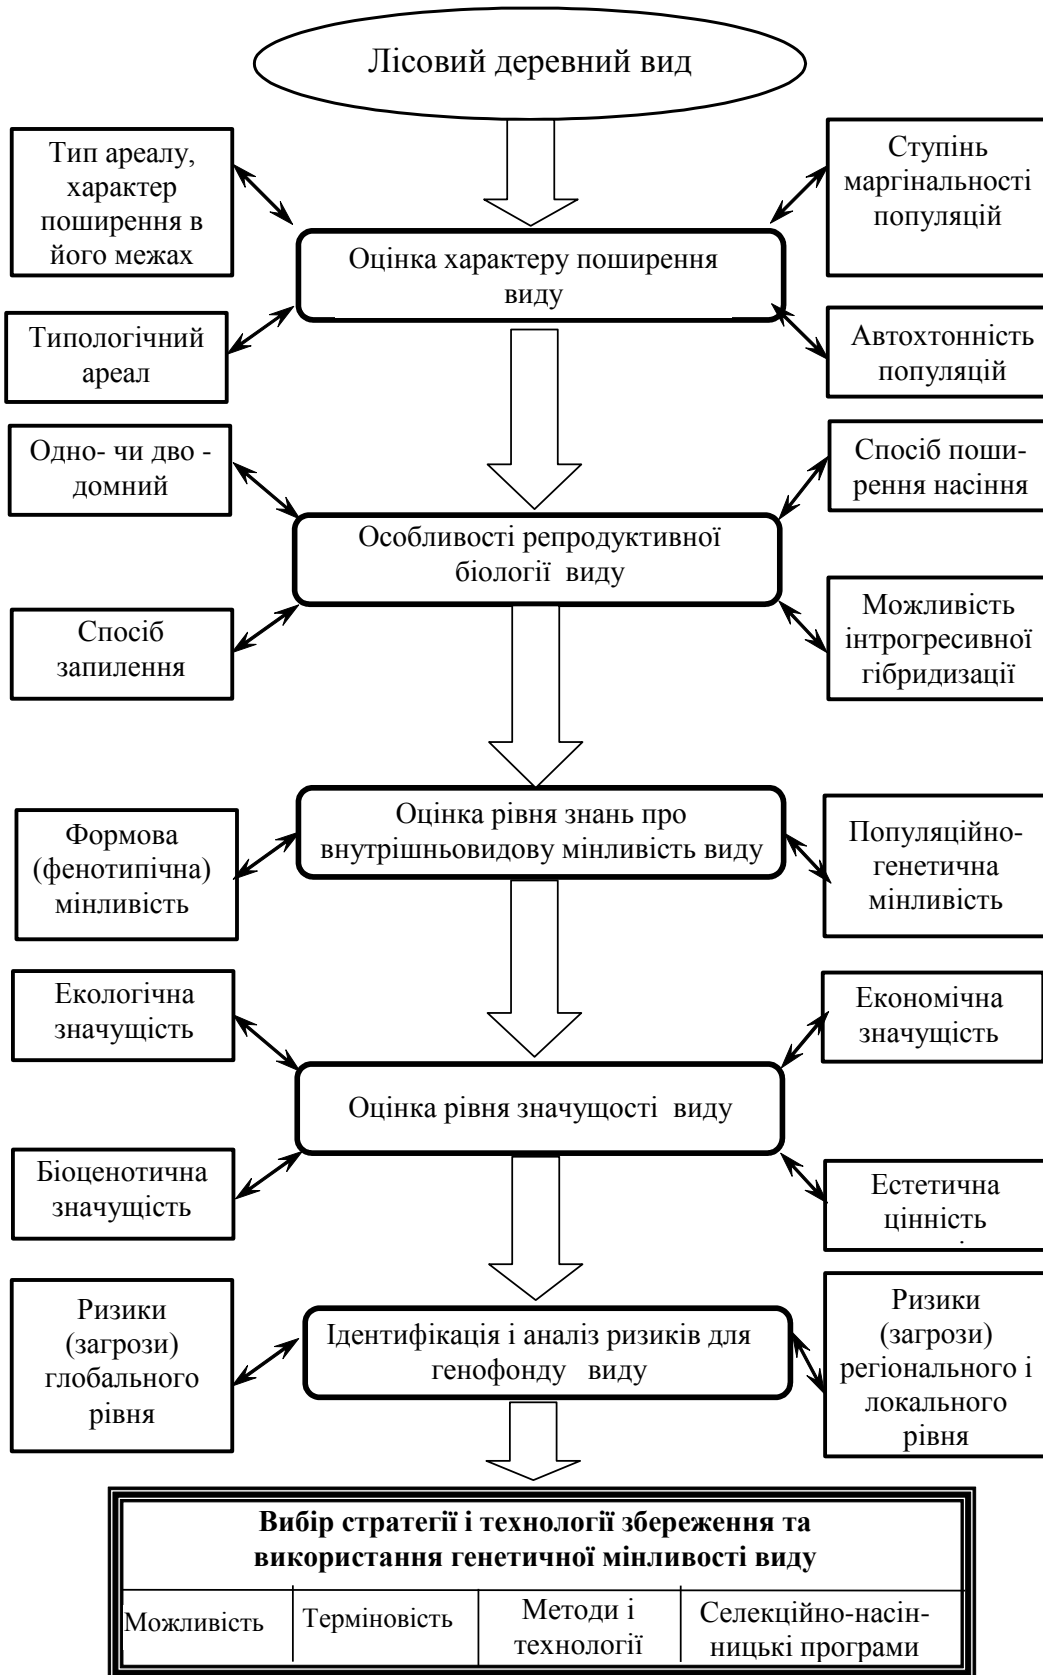 Лісовий деревний вид
Тип ареалу,
характер
поширення в
його межах
Ступінь
маргінальності
популяцій
Оцінка характеру поширення
виду
Типологічний
ареал
Автохтонність
популяцій
Одно- чи дво -
домний
Спосіб поши-
рення насіння
Особливості репродуктивної
біології виду
Спосіб
запилення
Можливість
інтрогресивної
гібридизації
Оцінка рівня знань про
внутрішньовидову мінливість виду
Формова
(фенотипічна)
мінливість
Популяційно-
генетична
мінливість
Екологічна
значущість
Економічна
значущість
Оцінка рівня значущості виду
Біоценотична
значущість
Естетична
цінність
Ризики
(загрози)
глобального
рівня
Ідентифікація і аналіз ризиків для
генофонду виду
Ризики
(загрози)
регіонального і
локального
рівня
Вибір стратегії і технології збереження та
використання генетичної мінливості виду
Можливість
Терміновість
Методи і
технології
Селекційно-насін-
ницькі програми